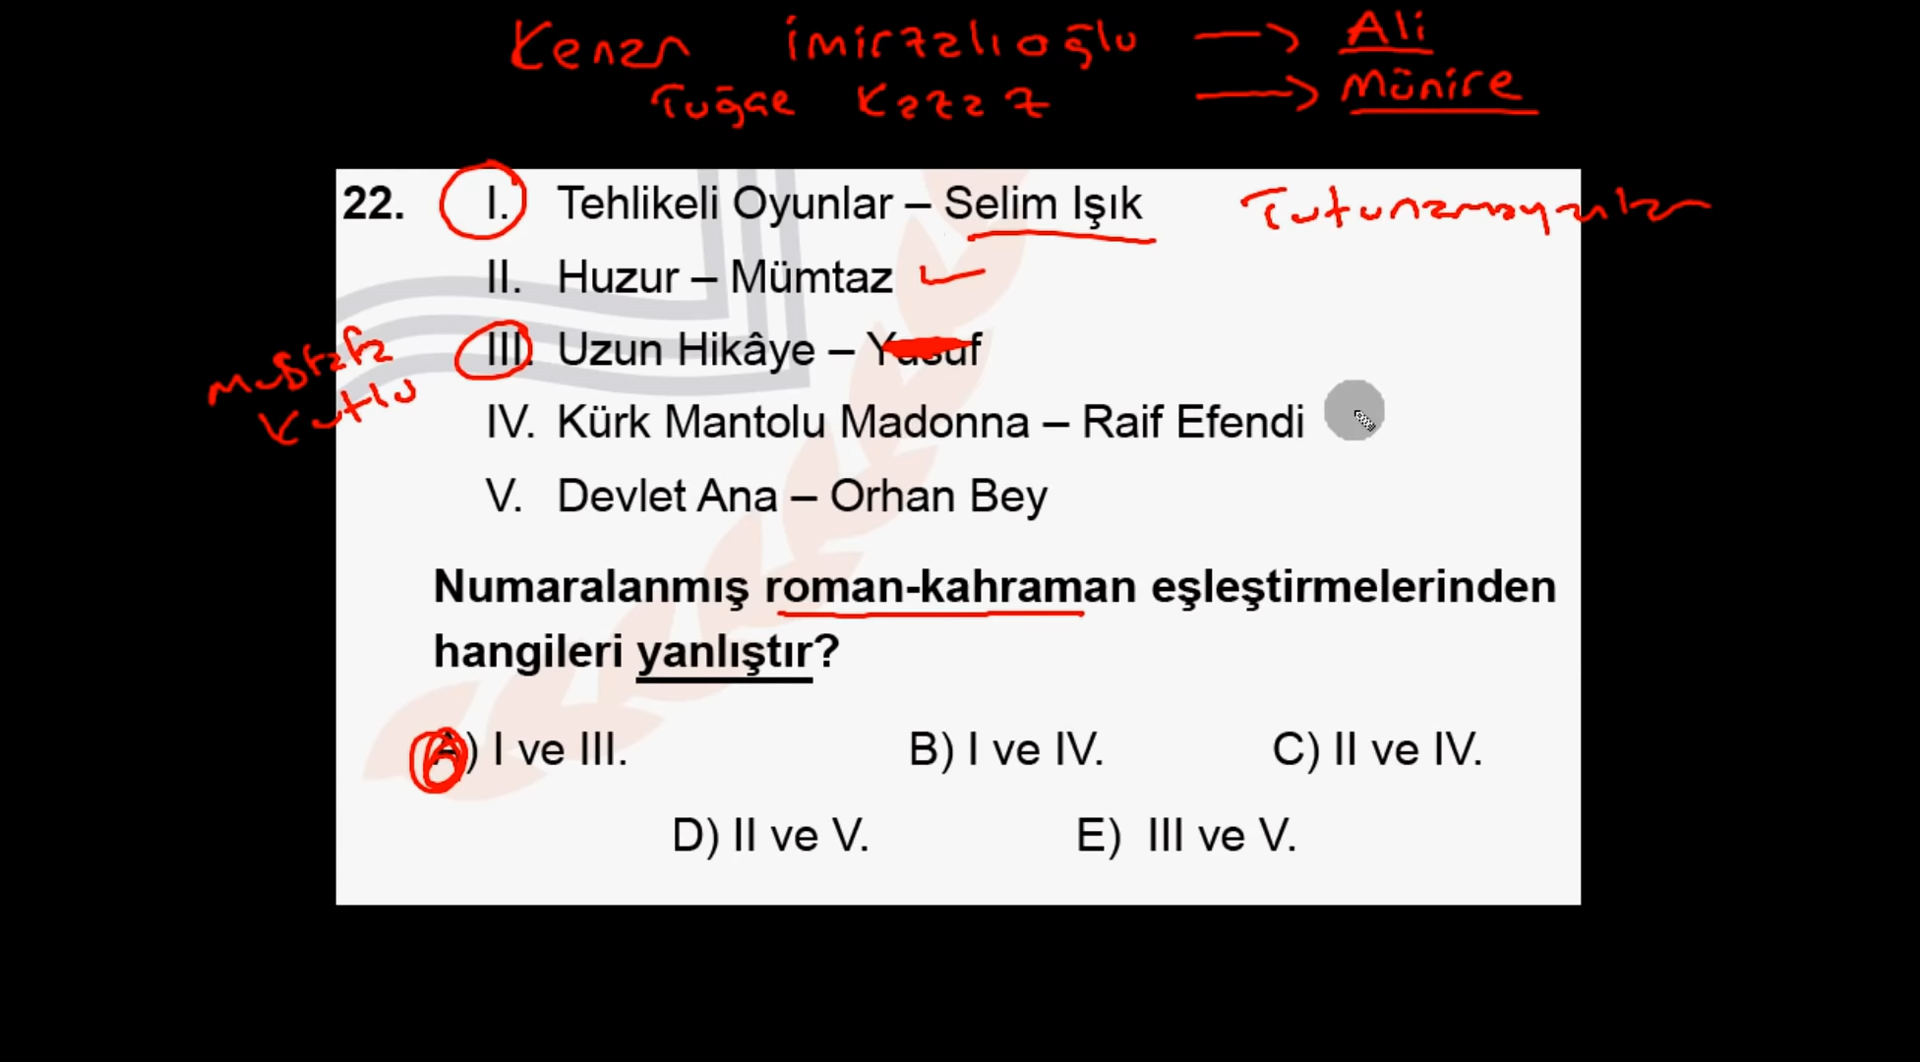 Kenan İmirzalıoğlu → Ali
Tuğçe Kazaz → Münire
22. I. Tehlikeli Oyunlar – Selim Işık Tutunamayanlar
II. Huzur – Mümtaz
III. Uzun Hikâye – Yusuf
Mustafa
Kutlu
IV. Kürk Mantolu Madonna – Raif Efendi
V. Devlet Ana – Orhan Bey
Numaralanmış roman-kahraman eşleştirmelerinden
hangileri yanlıştır?
A) I ve III. B) I ve IV. C) II ve IV.
D) II ve V. E) III ve V.